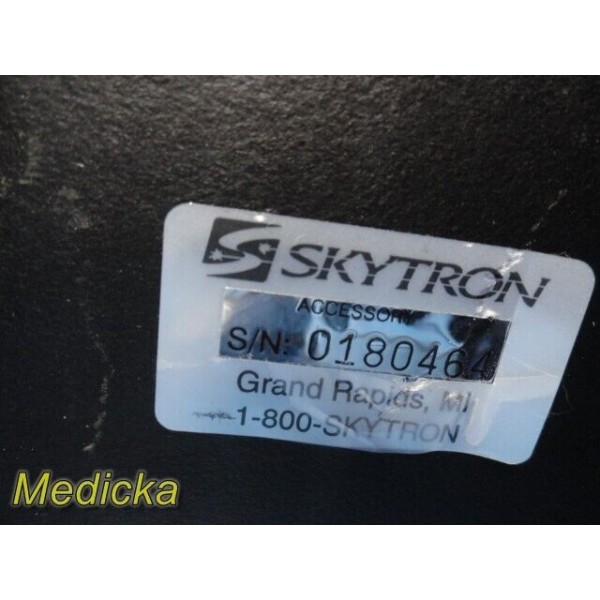 SKYTRON
ACCESSORY
S/N: 0180464
Grand Rapids, MI
1-800-SKYTRON
Medicka